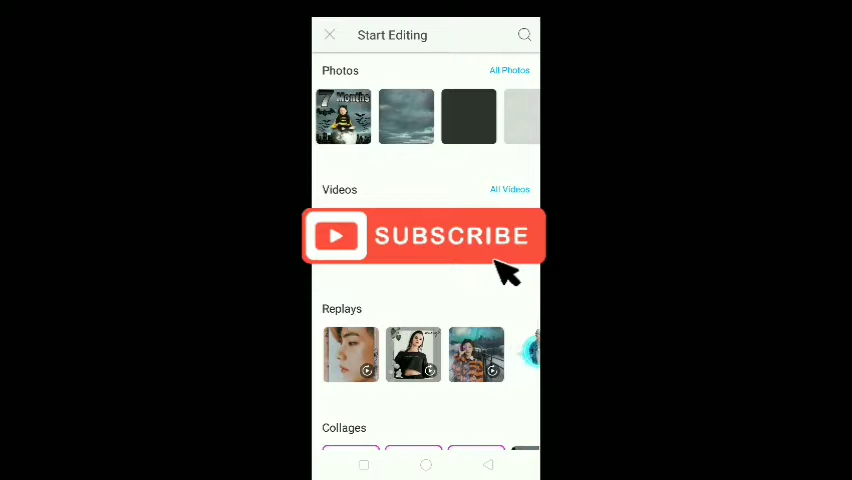 Start Editing
Photos
All Photos
7 Months
Videos
All Videos
SUBSCRIBE
Replays
Collages